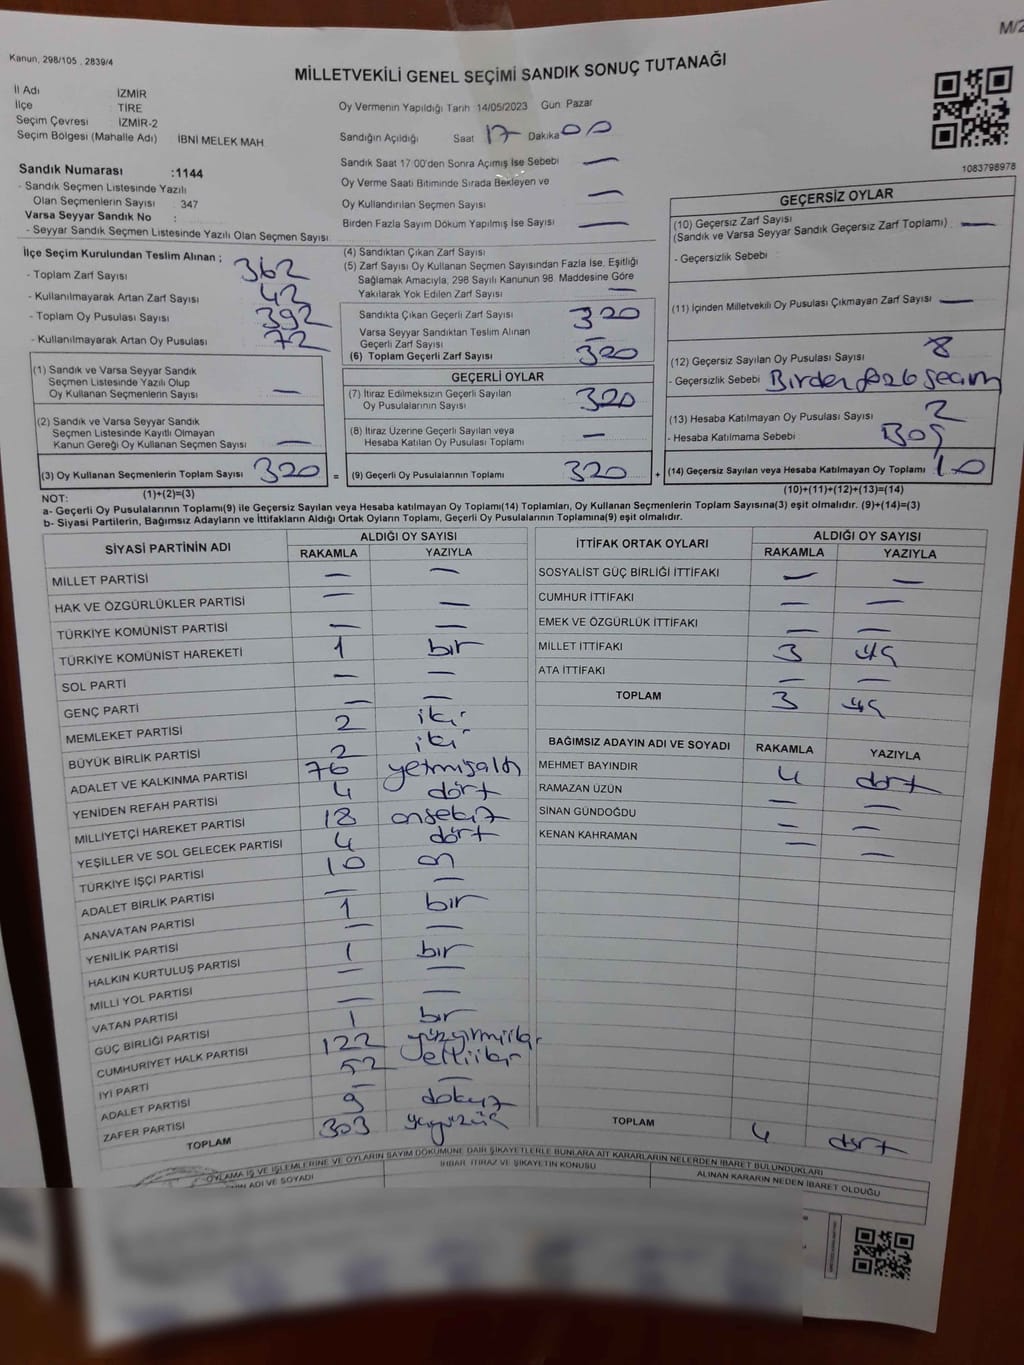 M/2
Kanun, 298/105 , 2839/4
MİLLETVEKİLİ GENEL SEÇİMİ SANDIK SONUÇ TUTANAĞI
İl Adı İZMİR
İlçe TİRE
Seçim Çevresi İZMİR-2
Seçim Bölgesi (Mahalle Adı) İBNİ MELEK MAH
Sandık Numarası :1144
- Sandık Seçmen Listesinde Yazılı
Olan Seçmenlerin Sayısı : 347
Varsa Seyyar Sandık No :
- Seyyar Sandık Seçmen Listesinde Yazılı Olan Seçmen Sayısı
Oy Vermenin Yapıldığı Tarih 14/05/2023 Gün Pazar
Sandığın Açıldığı Saat 17 Dakika 00
Sandık Saat 17 00'den Sonra Açımış İse Sebebi —
Oy Verme Saati Bitiminde Sırada Bekleyen ve
Oy Kullandırılan Seçmen Sayısı —
Birden Fazla Sayım Döküm Yapılmış İse Sayısı —
1083798978
İlçe Seçim Kurulundan Teslim Alınan ;
- Toplam Zarf Sayısı 362
- Kullanılmayarak Artan Zarf Sayısı 42
- Toplam Oy Pusulası Sayısı 392
- Kullanılmayarak Artan Oy Pusulası 72
(4) Sandıktan Çıkan Zarf Sayısı
(5) Zarf Sayısı Oy Kullanan Seçmen Sayısından Fazla İse, Eşitliği
Sağlamak Amacıyla, 298 Sayılı Kanunun 98. Maddesine Göre
Yakılarak Yok Edilen Zarf Sayısı —
Sandıkta Çıkan Geçerli Zarf Sayısı 320
Varsa Seyyar Sandıktan Teslim Alınan
Geçerli Zarf Sayısı —
(6) Toplam Geçerli Zarf Sayısı 320
GEÇERSİZ OYLAR
(10) Geçersiz Zarf Sayısı
(Sandık ve Varsa Seyyar Sandık Geçersiz Zarf Toplamı) —
- Geçersizlik Sebebi
(11) İçinden Milletvekili Oy Pusulası Çıkmayan Zarf Sayısı —
(12) Geçersiz Sayılan Oy Pusulası Sayısı 8
- Geçersizlik Sebebi Birden fazla seçim
(13) Hesaba Katılmayan Oy Pusulası Sayısı 2
- Hesaba Katılmama Sebebi Boş
(14) Geçersiz Sayılan veya Hesaba Katılmayan Oy Toplamı 10
(10)+(11)+(12)+(13)=(14)
(1) Sandık ve Varsa Seyyar Sandık
Seçmen Listesinde Yazılı Olup
Oy Kullanan Seçmenlerin Sayısı —
(2) Sandık ve Varsa Seyyar Sandık
Seçmen Listesinde Kayıtlı Olmayan
Kanun Gereği Oy Kullanan Seçmen Sayısı —
(3) Oy Kullanan Seçmenlerin Toplam Sayısı 320 =
(1)+(2)=(3)
GEÇERLİ OYLAR
(7) İtiraz Edilmeksizin Geçerli Sayılan
Oy Pusulalarının Sayısı 320
(8) İtiraz Üzerine Geçerli Sayılan veya
Hesaba Katılan Oy Pusulası Toplamı —
(9) Geçerli Oy Pusulalarının Toplamı 320 +
NOT:
a- Geçerli Oy Pusulalarının Toplamı(9) ile Geçersiz Sayılan veya Hesaba Katılmayan Oy Toplamı(14) Toplamları, Oy Kullanan Seçmenlerin Toplam Sayısına(3) eşit olmalıdır. (9)+(14)=(3)
b- Siyasi Partilerin, Bağımsız Adayların ve İttifakların Aldığı Ortak Oyların Toplamı, Geçerli Oy Pusulalarının Toplamına(9) eşit olmalıdır.
SİYASİ PARTİNİN ADI ALDIĞI OY SAYISI
RAKAMLA YAZIYLA
MİLLET PARTİSİ — —
HAK VE ÖZGÜRLÜKLER PARTİSİ — —
TÜRKİYE KOMÜNİST PARTİSİ — —
TÜRKİYE KOMÜNİST HAREKETİ 1 bir
SOL PARTİ — —
GENÇ PARTİ — —
MEMLEKET PARTİSİ 2 iki
BÜYÜK BİRLİK PARTİSİ 2 iki
ADALET VE KALKINMA PARTİSİ 76 yetmişaltı
YENİDEN REFAH PARTİSİ 4 dört
MİLLİYETÇİ HAREKET PARTİSİ 18 onsekiz
YEŞİLLER VE SOL GELECEK PARTİSİ 4 dört
TÜRKİYE İŞÇİ PARTİSİ 10 on
ADALET BİRLİK PARTİSİ — —
ANAVATAN PARTİSİ 1 bir
YENİLİK PARTİSİ — —
HALKIN KURTULUŞ PARTİSİ 1 bir
MİLLİ YOL PARTİSİ — —
VATAN PARTİSİ — —
GÜÇ BİRLİĞİ PARTİSİ 1 bir
CUMHURİYET HALK PARTİSİ 122 yüzyirmiiki
İYİ PARTİ 52 elliiki
ADALET PARTİSİ — —
ZAFER PARTİSİ 9 dokuz
TOPLAM 303 üçyüzüç
İTTİFAK ORTAK OYLARI ALDIĞI OY SAYISI
RAKAMLA YAZIYLA
SOSYALİST GÜÇ BİRLİĞİ İTTİFAKI — —
CUMHUR İTTİFAKI — —
EMEK VE ÖZGÜRLÜK İTTİFAKI — —
MİLLET İTTİFAKI 3 üç
ATA İTTİFAKI — —
TOPLAM 3 üç
BAĞIMSIZ ADAYIN ADI VE SOYADI RAKAMLA YAZIYLA
MEHMET BAYINDIR 4 dört
RAMAZAN ÜZÜN — —
SİNAN GÜNDOĞDU — —
KENAN KAHRAMAN — —
TOPLAM 4 dört
OYLAMA İŞ VE İŞLEMLERİNE VE OYLARIN SAYIM DÖKÜMÜNE DAİR ŞİKAYETLERLE BUNLARA AİT KARARLARIN NELERDEN İBARET BULUNDUKLARI
ADI VE SOYADI İHBAR, İTİRAZ VE ŞİKAYETİN KONUSU ALINAN KARARIN NEDEN İBARET OLDUĞU